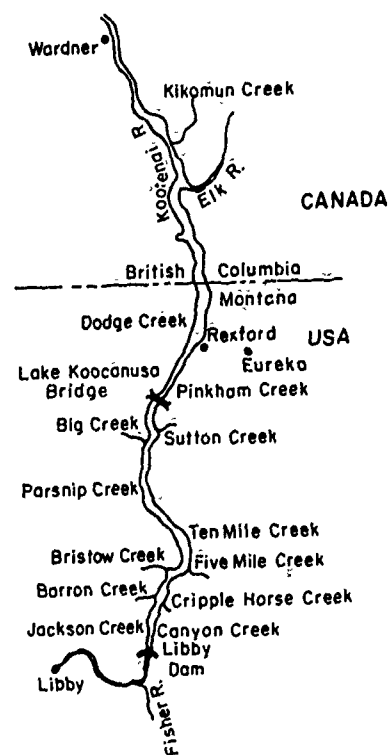 Wardner
Kikomun Creek
Kootenai R.
Elk R.
CANADA
British Columbia
Montana
Dodge Creek
Rexford
USA
Eureka
Lake Koocanusa
Bridge
Pinkham Creek
Big Creek
Sutton Creek
Parsnip Creek
Ten Mile Creek
Bristow Creek
Five Mile Creek
Barron Creek
Cripple Horse Creek
Jackson Creek
Canyon Creek
Libby
Dam
Libby
Fisher R.